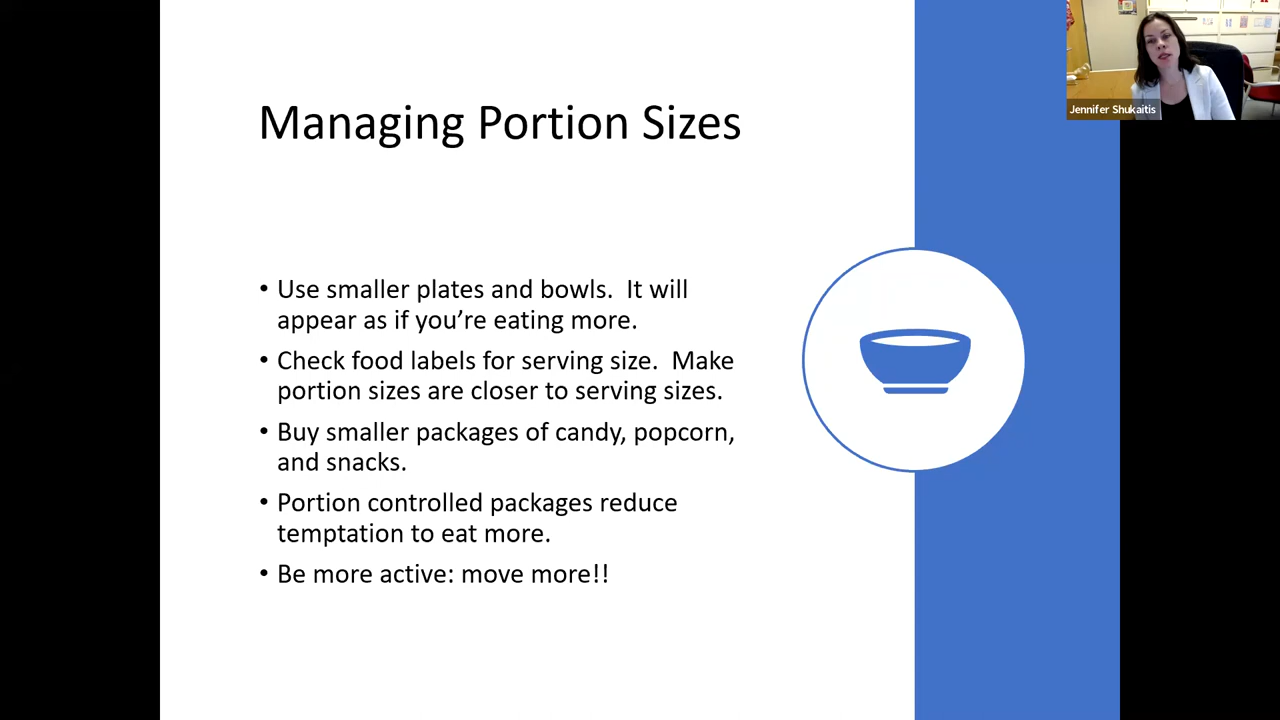 Managing Portion Sizes
• Use smaller plates and bowls.  It will
appear as if you’re eating more.
• Check food labels for serving size.  Make
portion sizes are closer to serving sizes.
• Buy smaller packages of candy, popcorn,
and snacks.
• Portion controlled packages reduce
temptation to eat more.
• Be more active: move more!!
Jennifer Shukaitis